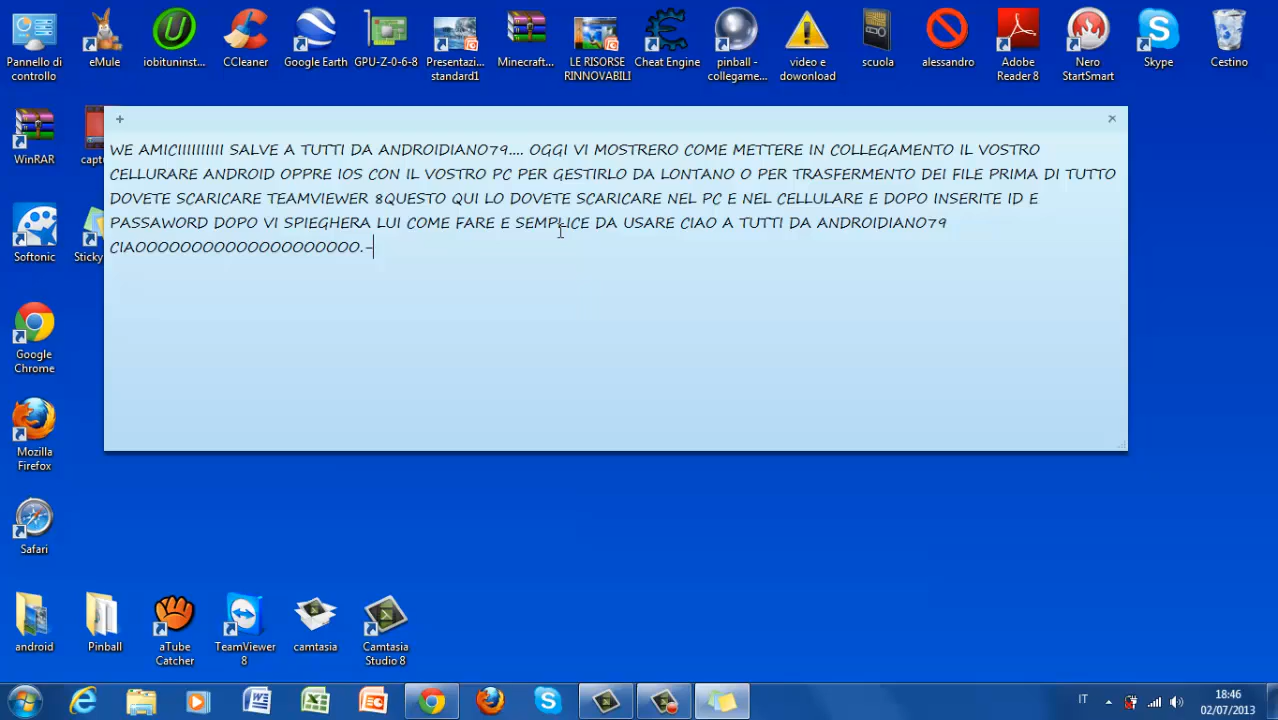 Pannello di controllo
eMule
iobituninst...
CCleaner
Google Earth
GPU-Z-0-6-8
Presentazi... standard1
Minecraft...
LE RISORSE RINNOVABILI
Cheat Engine
pinball - collegame...
video e dowonload
scuola
alessandro
Adobe Reader 8
Nero StartSmart
Skype
Cestino
WinRAR
capt
+
×
WE AMICIIIIIIIIII SALVE A TUTTI DA ANDROIDIANO79.... OGGI VI MOSTRERO COME METTERE IN COLLEGAMENTO IL VOSTRO
CELLURARE ANDROID OPPRE IOS CON IL VOSTRO PC PER GESTIRLO DA LONTANO O PER TRASFERMENTO DEI FILE PRIMA DI TUTTO
DOVETE SCARICARE TEAMVIEWER 8QUESTO QUI LO DOVETE SCARICARE NEL PC E NEL CELLULARE E DOPO INSERITE ID E
PASSAWORD DOPO VI SPIEGHERA LUI COME FARE E SEMPLICE DA USARE CIAO A TUTTI DA ANDROIDIANO79
CIAOOOOOOOOOOOOOOOOOOOO.-
Softonic
Sticky
Google Chrome
Mozilla Firefox
Safari
android
Pinball
aTube Catcher
TeamViewer 8
camtasia
Camtasia Studio 8
IT
18:46
02/07/2013